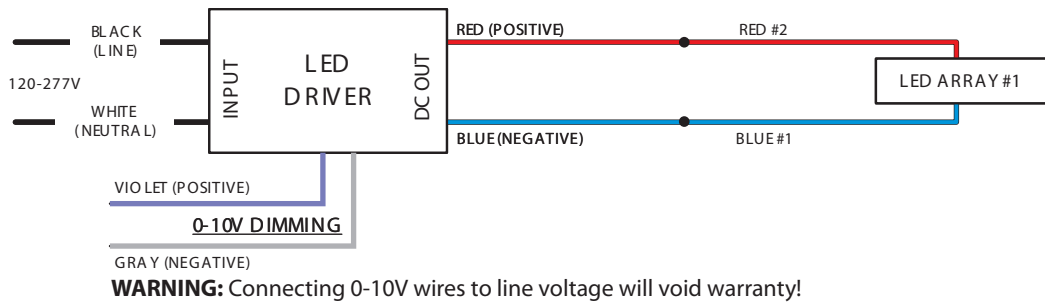 BLACK
(LINE)
120-277V
WHITE
(NEUTRAL)
INPUT
LED
DRIVER
DC OUT
RED (POSITIVE)
RED #2
LED ARRAY #1
BLUE (NEGATIVE)
BLUE #1
VIOLET (POSITIVE)
0-10V DIMMING
GRAY (NEGATIVE)
WARNING: Connecting 0-10V wires to line voltage will void warranty!